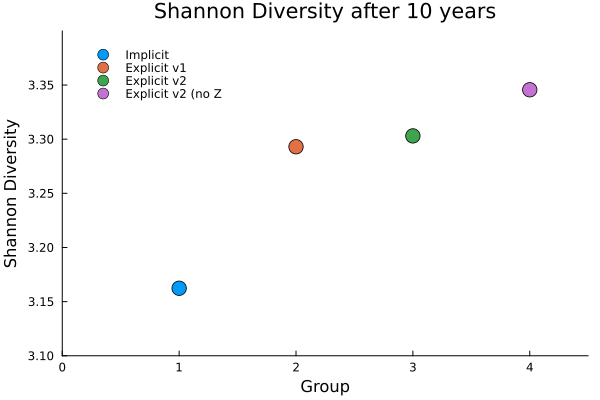 Shannon Diversity after 10 years
Implicit
Explicit v1
Explicit v2
Explicit v2 (no Z
3.35
3.30
3.25
3.20
3.15
3.10
Shannon Diversity
0 1 2 3 4
Group